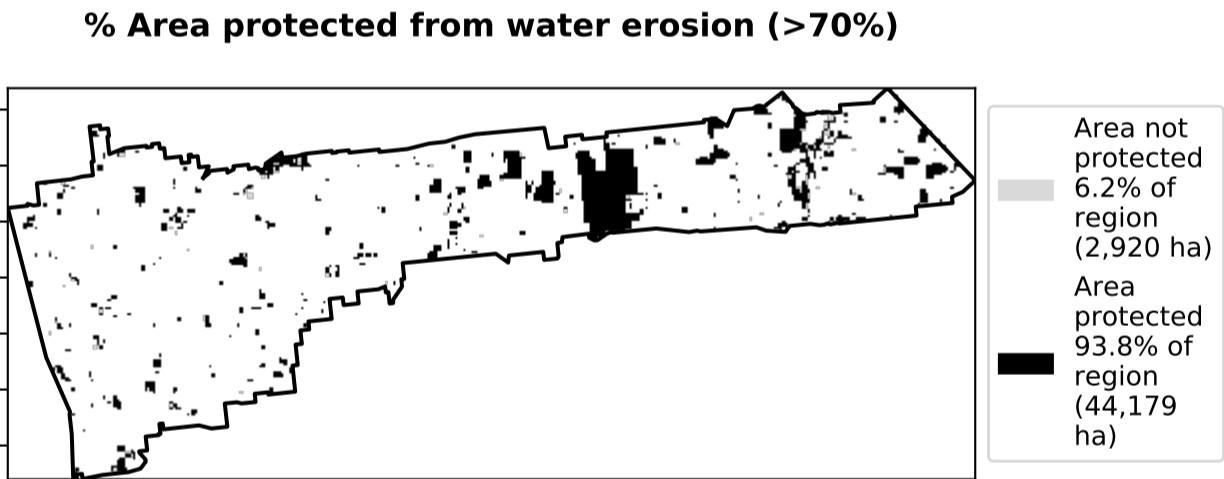 % Area protected from water erosion (>70%)
Area not
protected
6.2% of
region
(2,920 ha)
Area
protected
93.8% of
region
(44,179
ha)